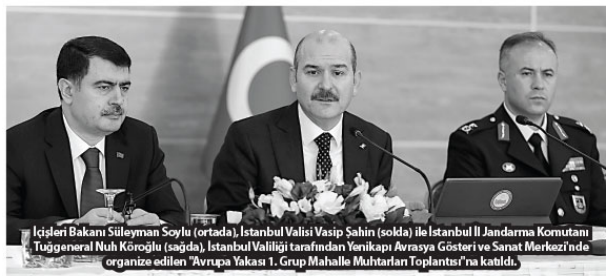 İçişleri Bakanı Süleyman Soylu (ortada), İstanbul Valisi Vasip Şahin (solda) ile İstanbul İl Jandarma Komutanı
Tuğgeneral Nuh Köroğlu (sağda), İstanbul Valiliği tarafından Yenikapı Avrasya Gösteri ve Sanat Merkezi'nde
organize edilen "Avrupa Yakası 1. Grup Mahalle Muhtarları Toplantısı"na katıldı.